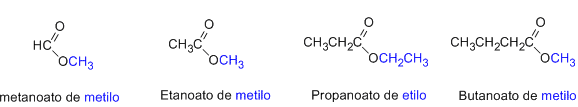 O O O O
HC CH₃C CH₃CH₂C CH₃CH₂CH₂C
OCH₃ OCH₃ OCH₂CH₃ OCH₃
metanoato de metilo Etanoato de metilo Propanoato de etilo Butanoato de metilo